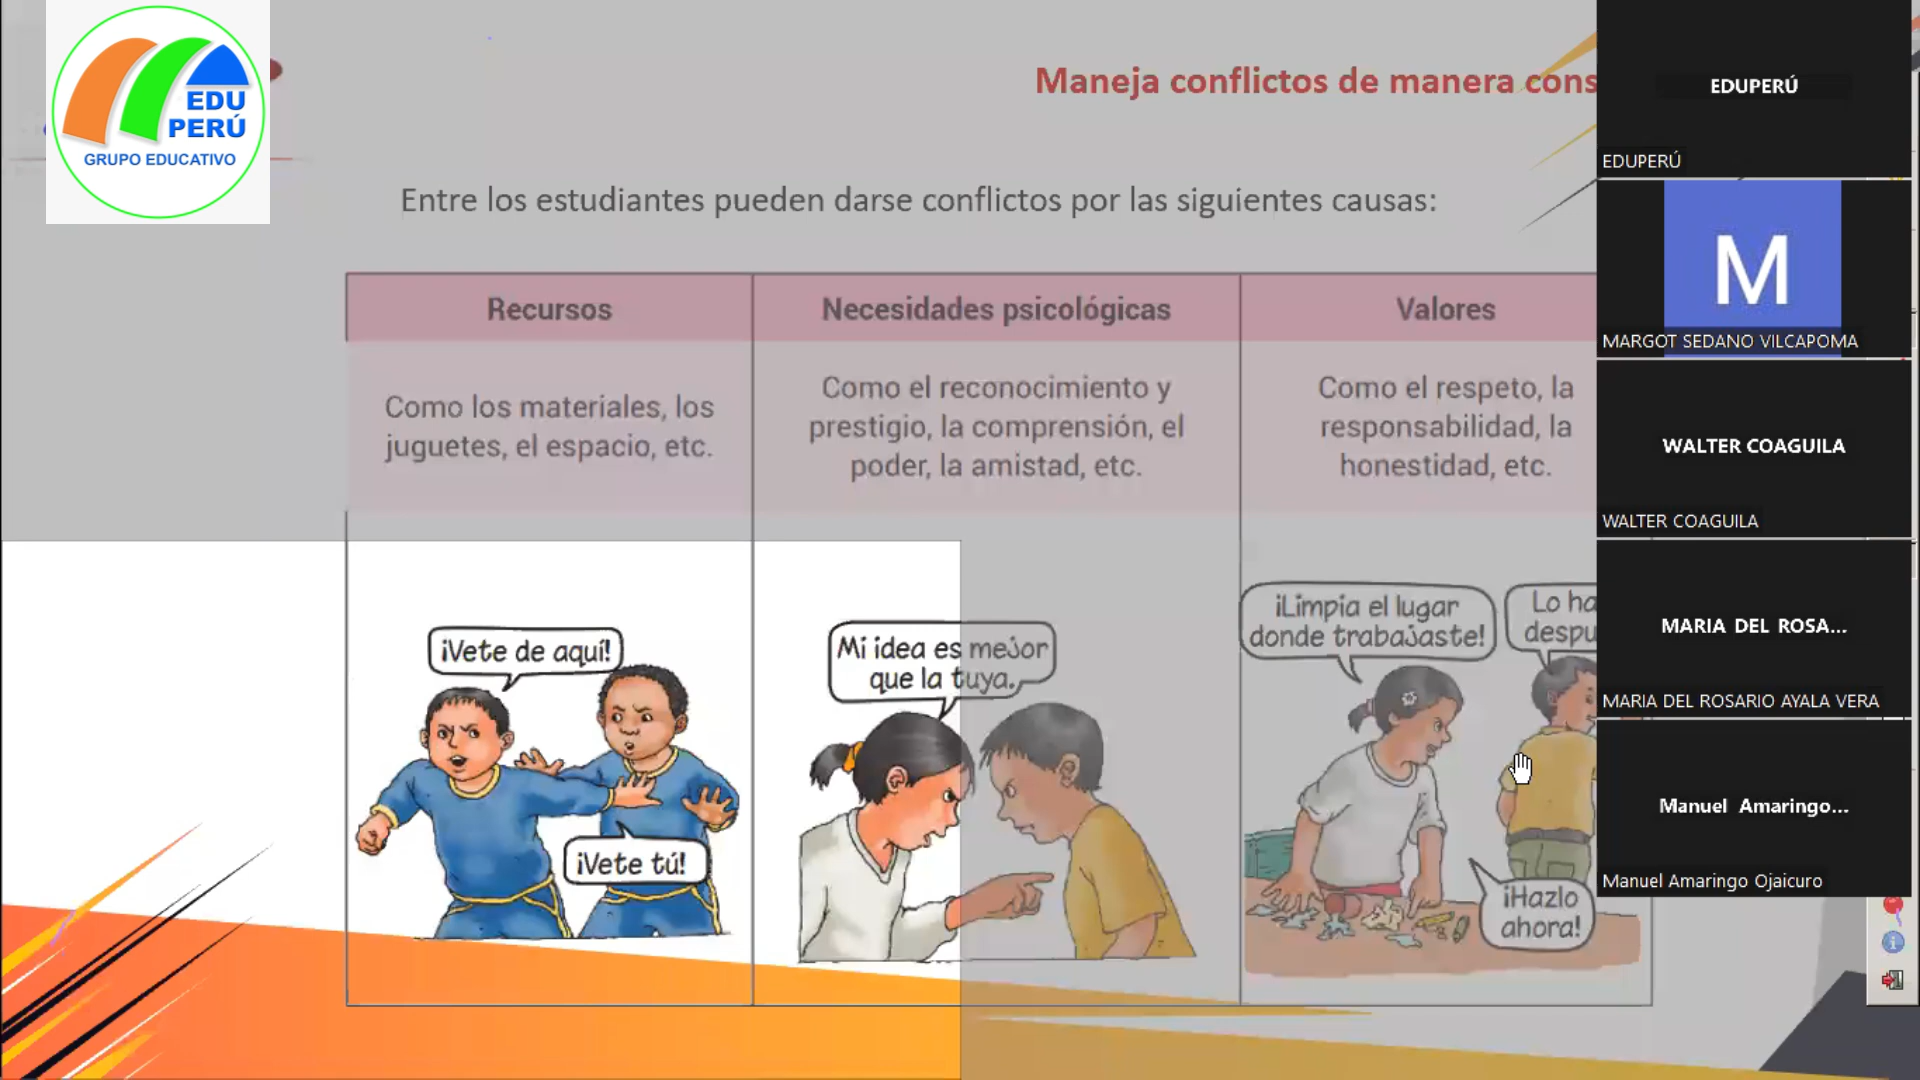 EDU
PERÚ
GRUPO EDUCATIVO
Maneja conflictos de manera cons
Entre los estudiantes pueden darse conflictos por las siguientes causas:
Recursos
Como los materiales, los
juguetes, el espacio, etc.
Necesidades psicológicas
Como el reconocimiento y
prestigio, la comprensión, el
poder, la amistad, etc.
Valores
Como el respeto, la
responsabilidad, la
honestidad, etc.
¡Vete de aquí!
¡Vete tú!
Mi idea es mejor
que la tuya.
¡Limpia el lugar
donde trabajaste!
Lo ha
despu
¡Hazlo
ahora!
EDUPERÚ
EDUPERÚ
M
MARGOT SEDANO VILCAPOMA
WALTER COAGUILA
WALTER COAGUILA
MARIA DEL ROSA...
MARIA DEL ROSARIO AYALA VERA
Manuel Amaringo...
Manuel Amaringo Ojaicuro